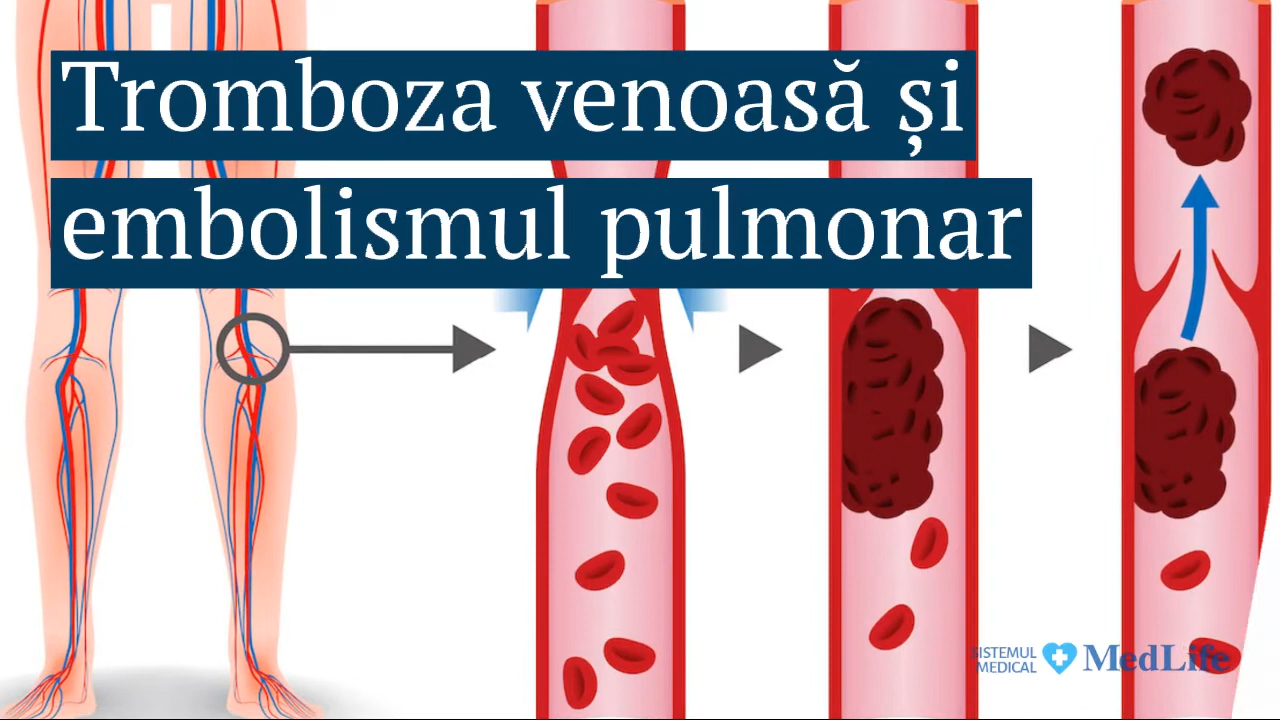 Tromboza venoasă și
embolismul pulmonar
SISTEMUL
MEDICAL
MedLife